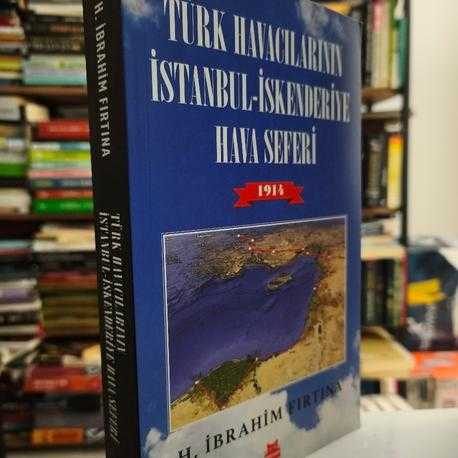 TÜRK HAVACILARININ
İSTANBUL-İSKENDERİYE
HAVA SEFERİ
1914
H. İBRAHİM FIRTINA
H. İBRAHİM FIRTINA
TÜRK HAVACILARININ
İSTANBUL-İSKENDERİYE HAVA SEFERİ